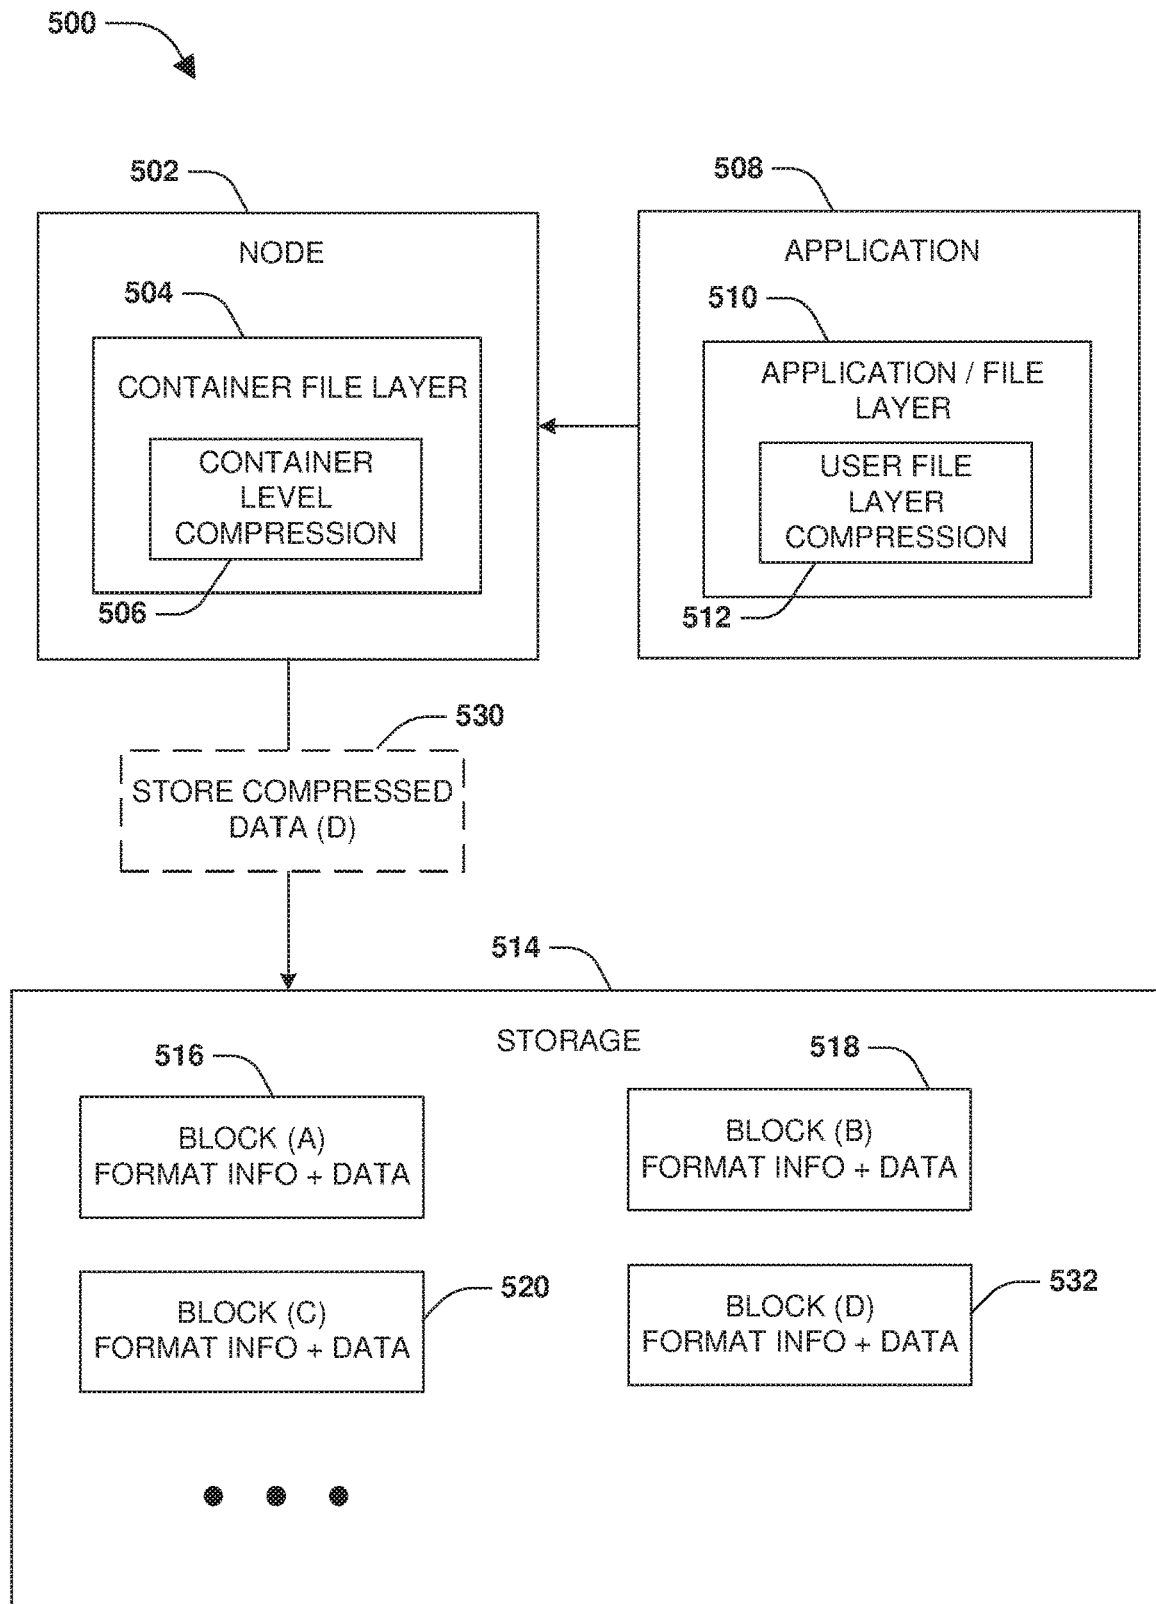 500
502
508
NODE
APPLICATION
504
510
CONTAINER FILE LAYER
APPLICATION / FILE
LAYER
CONTAINER
LEVEL
COMPRESSION
USER FILE
LAYER
COMPRESSION
506
512
530
STORE COMPRESSED
DATA (D)
514
STORAGE
516
518
BLOCK (A)
FORMAT INFO + DATA
BLOCK (B)
FORMAT INFO + DATA
520
532
BLOCK (C)
FORMAT INFO + DATA
BLOCK (D)
FORMAT INFO + DATA